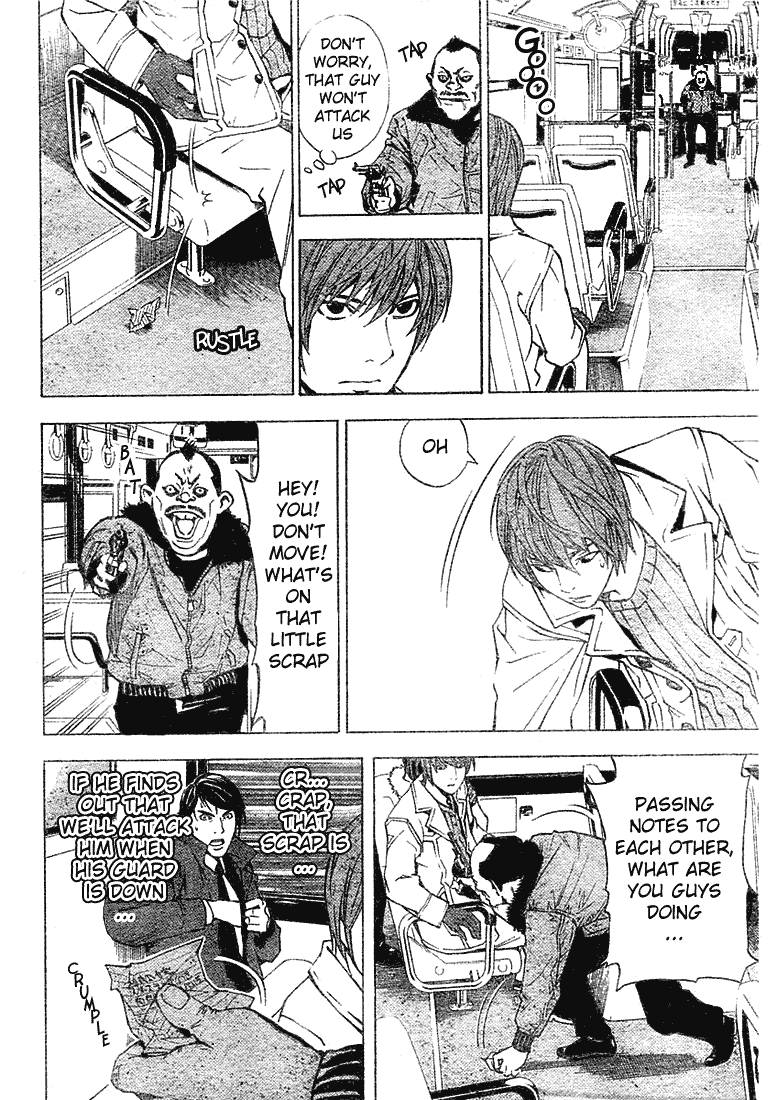 GOOOO
TAP
DON'T
WORRY,
THAT GUY
WON'T
ATTACK
US
TAP
RUSTLE
OH
HEY!
YOU!
DON'T
MOVE!
WHAT'S
ON
THAT
LITTLE
SCRAP
BAT
PASSING
NOTES TO
EACH OTHER,
WHAT ARE
YOU GUYS
DOING
...
CR...
CRAP,
THAT
SCRAP IS
...
IF HE FINDS
OUT THAT
WE'LL ATTACK
HIM WHEN
HIS GUARD
IS DOWN
...
CRUMPLE